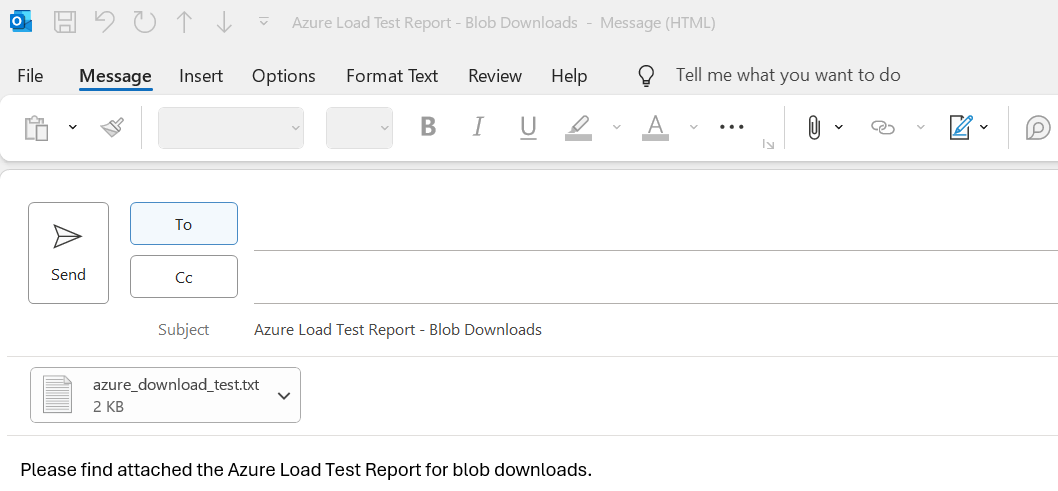 Azure Load Test Report - Blob Downloads - Message (HTML)
File Message Insert Options Format Text Review Help Tell me what you want to do
B I U A ...
Send
To
Cc
Subject Azure Load Test Report - Blob Downloads
azure_download_test.txt
2 KB
Please find attached the Azure Load Test Report for blob downloads.